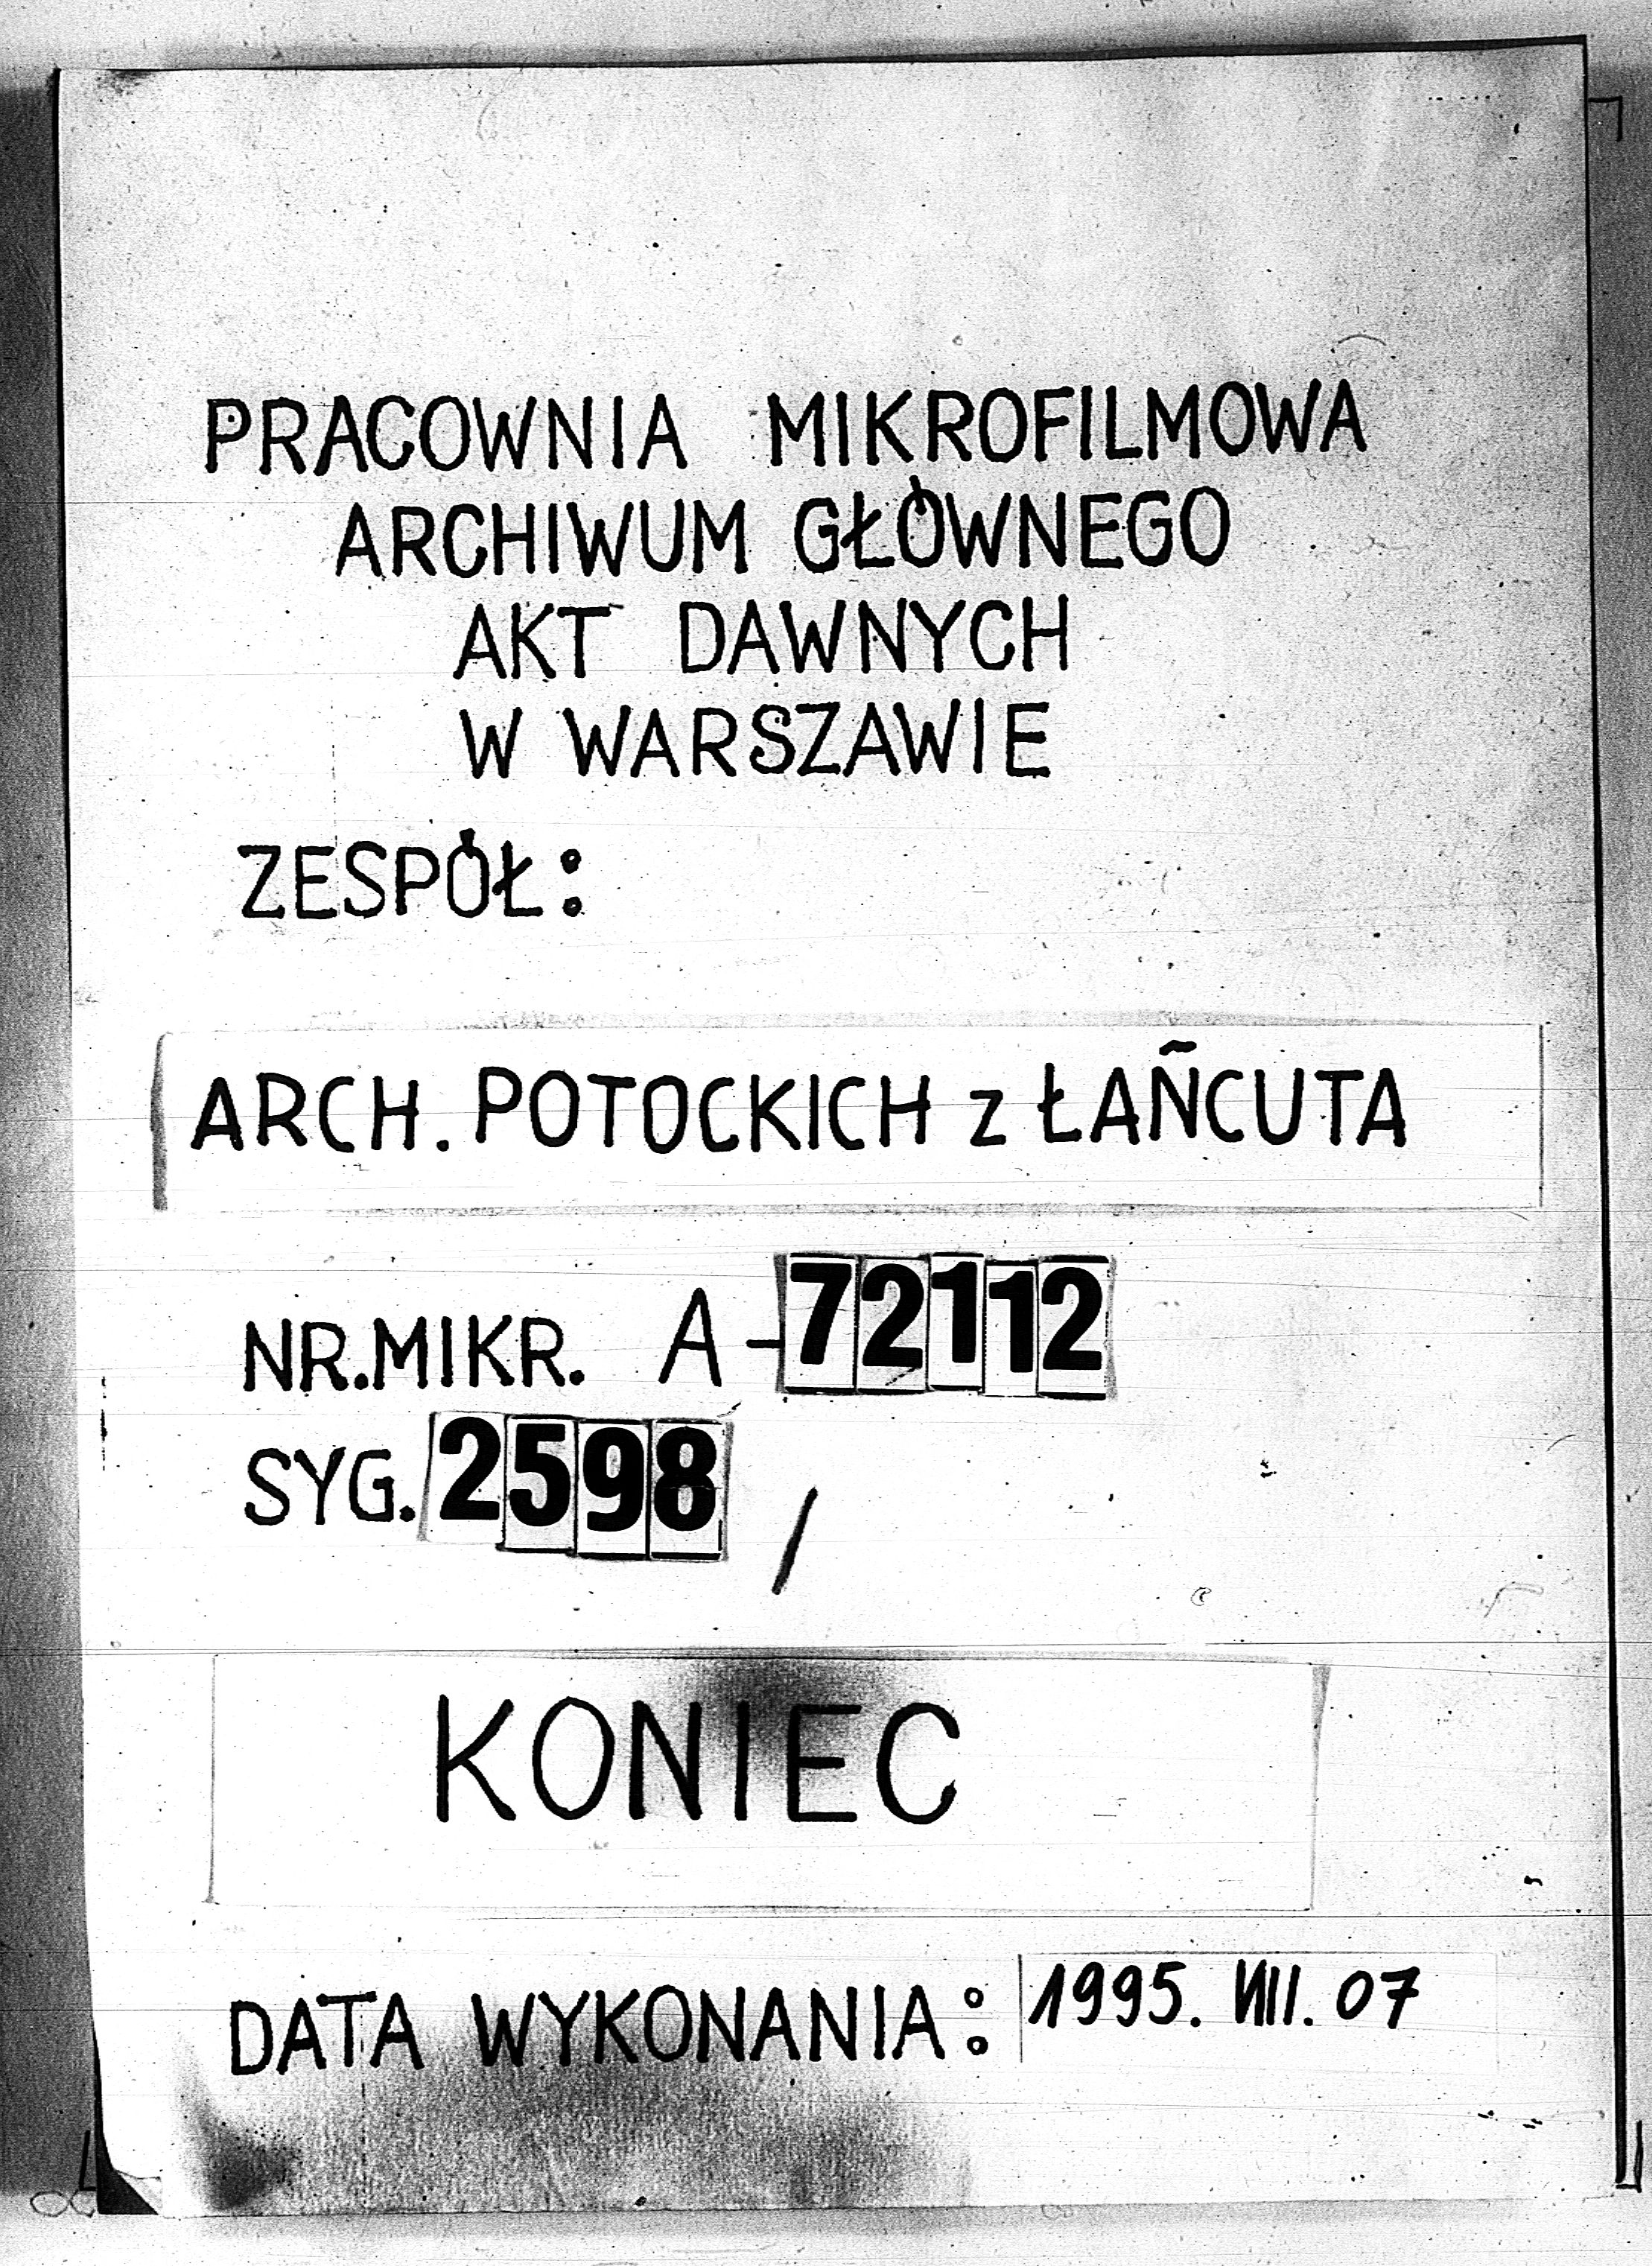 PRACOWNIA MIKROFILMOWA
ARCHIWUM GŁÓWNEGO
AKT DAWNYCH
W WARSZAWIE
ZESPÓŁ:
ARCH. POTOCKICH z ŁAŃCUTA
NR.MIKR. A-72112
SYG. 2598 /
KONIEC
DATA WYKONANIA: 1995. VIII. 07